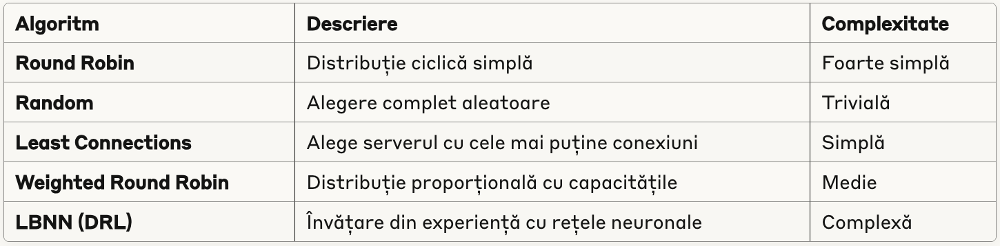 Algoritm Descriere Complexitate
Round Robin Distribuție ciclică simplă Foarte simplă
Random Alegere complet aleatoare Trivială
Least Connections Alege serverul cu cele mai puține conexiuni Simplă
Weighted Round Robin Distribuție proporțională cu capacitățile Medie
LBNN (DRL) Învățare din experiență cu rețele neuronale Complexă